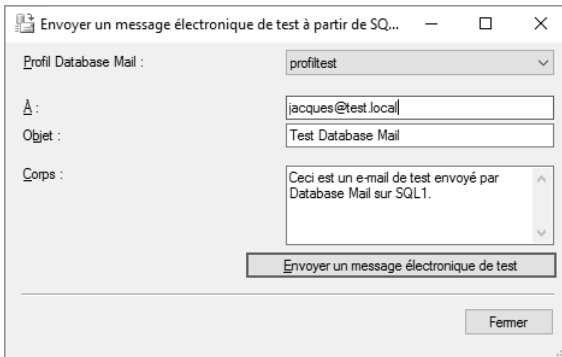 Envoyer un message électronique de test à partir de SQ...
Profil Database Mail :
profiltest
À :
jacques@test.local
Objet :
Test Database Mail
Corps :
Ceci est un e-mail de test envoyé par
Database Mail sur SQL1.
Envoyer un message électronique de test
Fermer